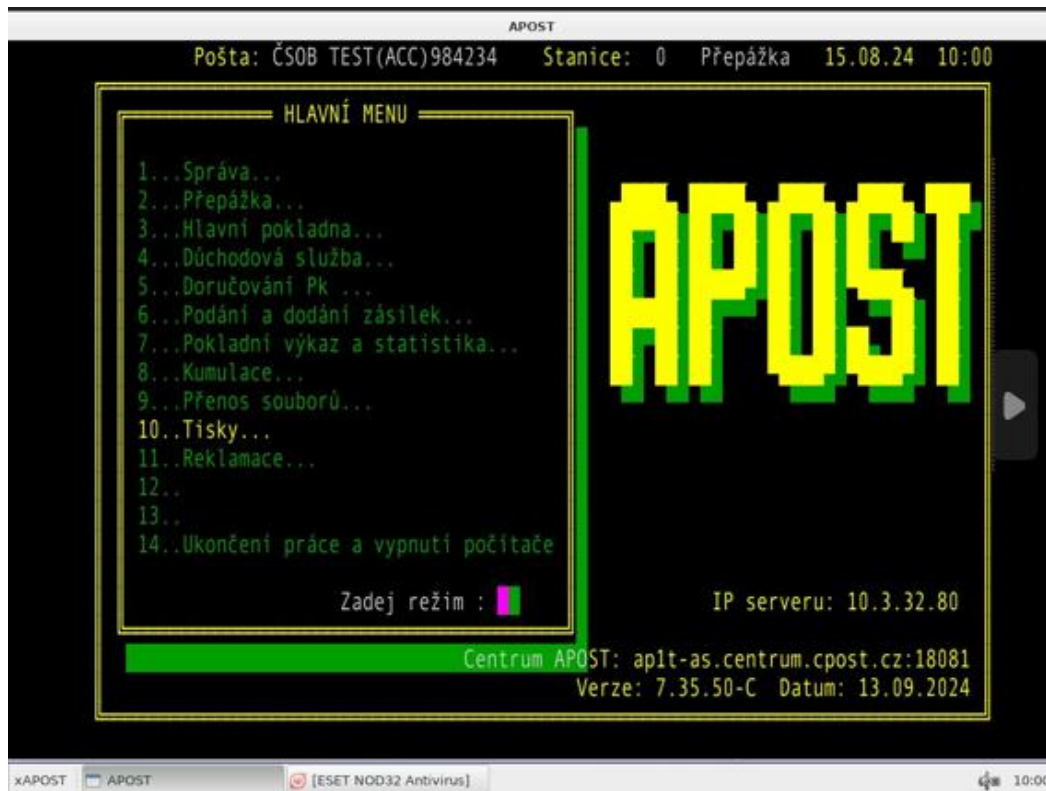 APOST
Pošta: ČSOB TEST(ACC)984234 Stanice: 0 Přepážka 15.08.24 10:00
HLAVNÍ MENU
1...Správa...
2...Přepážka...
3...Hlavní pokladna...
4...Důchodová služba...
5...Doručování Pk ...
6...Podání a dodání zásilek...
7...Pokladní výkaz a statistika...
8...Kumulace...
9...Přenos souborů...
10..Tisky...
11..Reklamace...
12..
13..
14..Ukončení práce a vypnutí počítače
Zadej režim :
APOST
IP serveru: 10.3.32.80
Centrum APOST: ap1t-as.centrum.cpost.cz:18081
Verze: 7.35.50-C Datum: 13.09.2024
xAPOST APOST [ESET NOD32 Antivirus] 10:00